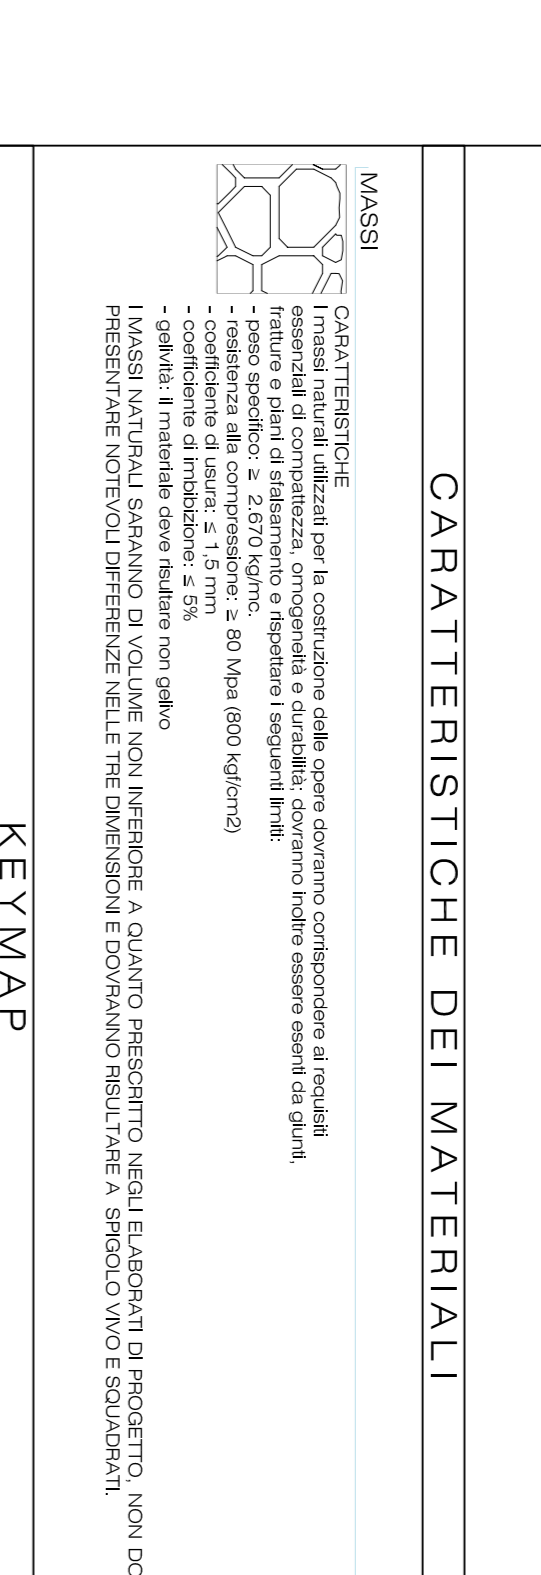 CARATTERISTICHE DEI MATERIALI
MASSI
CARATTERISTICHE
I massi naturali utilizzati per la costruzione delle opere dovranno corrispondere ai requisiti
essenziali di compattezza, omogeneità e durabilità; dovranno inoltre essere esenti da giunti,
fratture e piani di sfalsamento e rispettare i seguenti limiti:
- peso specifico: ≥ 2.670 kg/mc.
- resistenza alla compressione: ≥ 80 Mpa (800 kgf/cm2)
- coefficiente di usura: ≤ 1,5 mm
- coefficiente di imbibizione: ≤ 5%
- gelività: il materiale deve risultare non gelivo
I MASSI NATURALI SARANNO DI VOLUME NON INFERIORE A QUANTO PRESCRITTO NEGLI ELABORATI DI PROGETTO, NON DO
PRESENTARE NOTEVOLI DIFFERENZE NELLE TRE DIMENSIONI E DOVRANNO RISULTARE A SPIGOLO VIVO E SQUADRATI.
KEYMAP